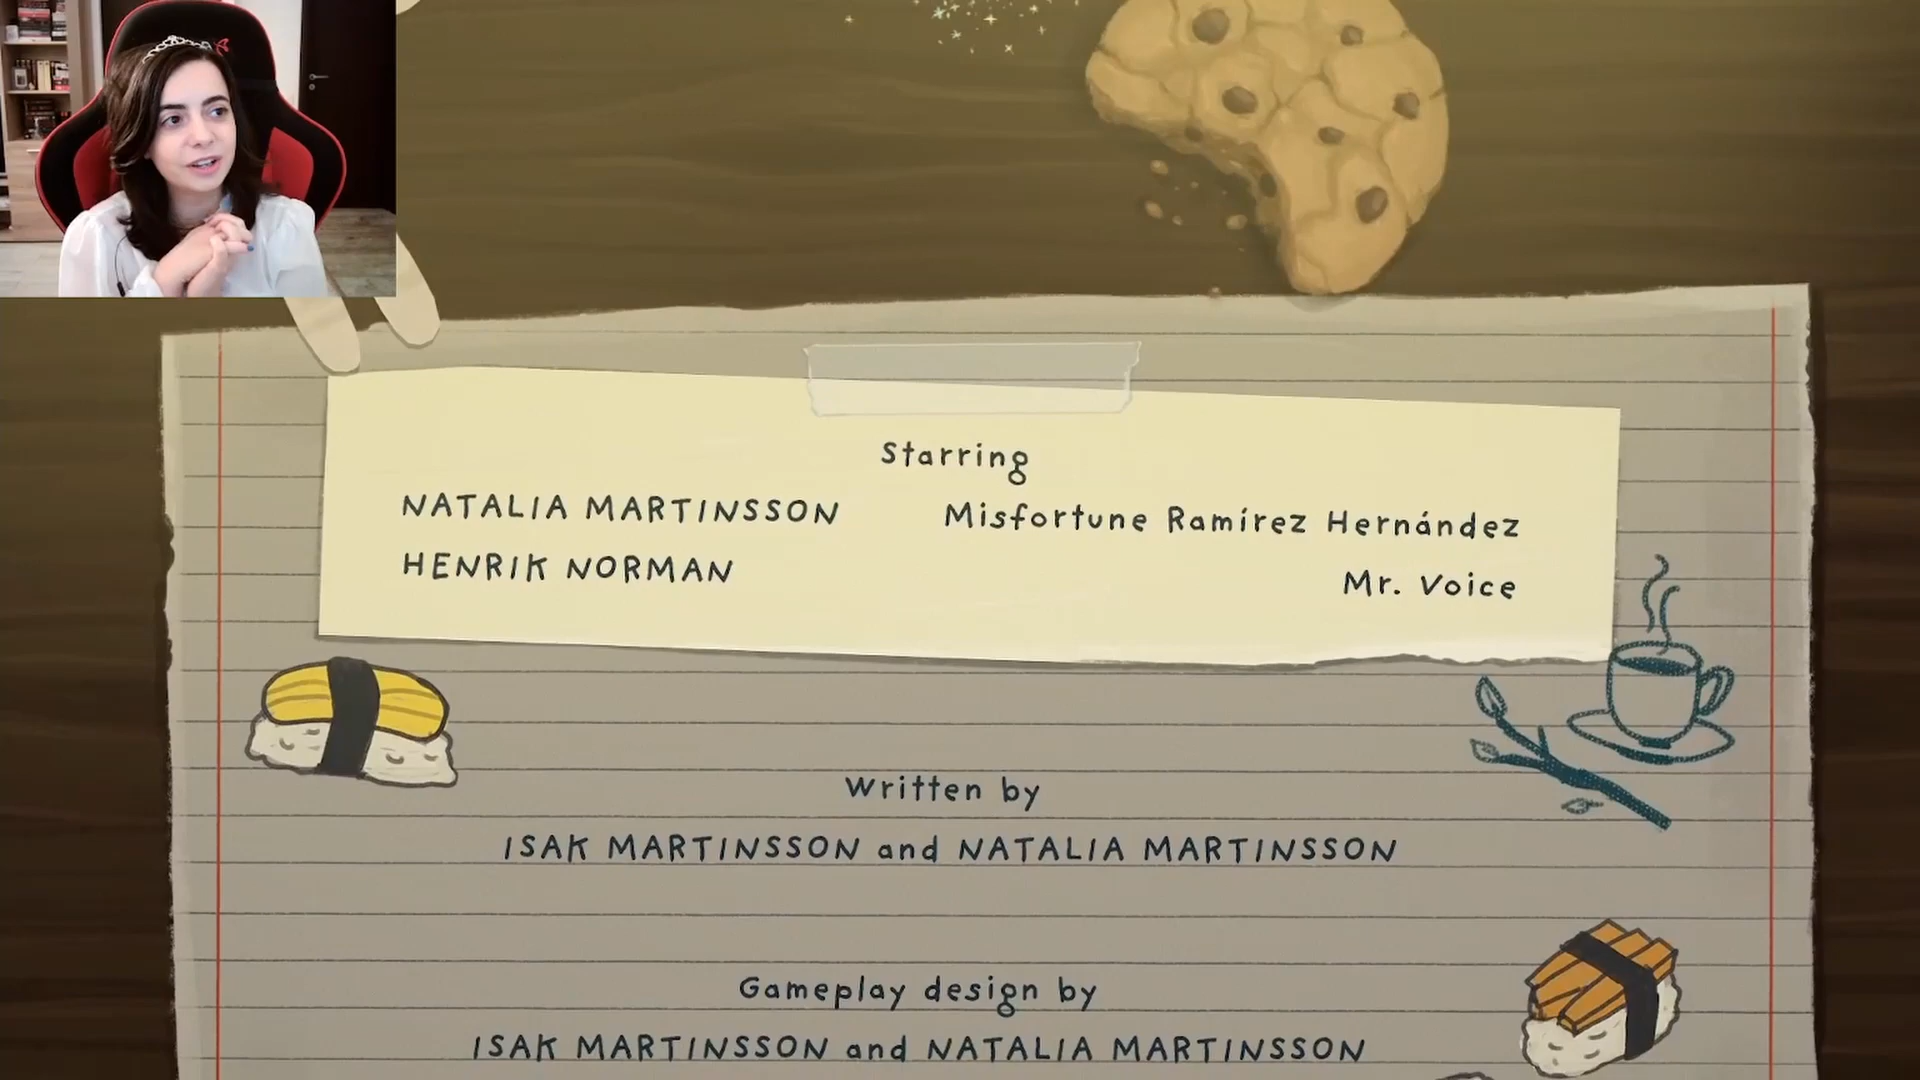 Starring
NATALIA MARTINSSON Misfortune Ramírez Hernández
HENRIK NORMAN Mr. Voice
Written by
ISAK MARTINSSON and NATALIA MARTINSSON
Gameplay design by
ISAK MARTINSSON and NATALIA MARTINSSON